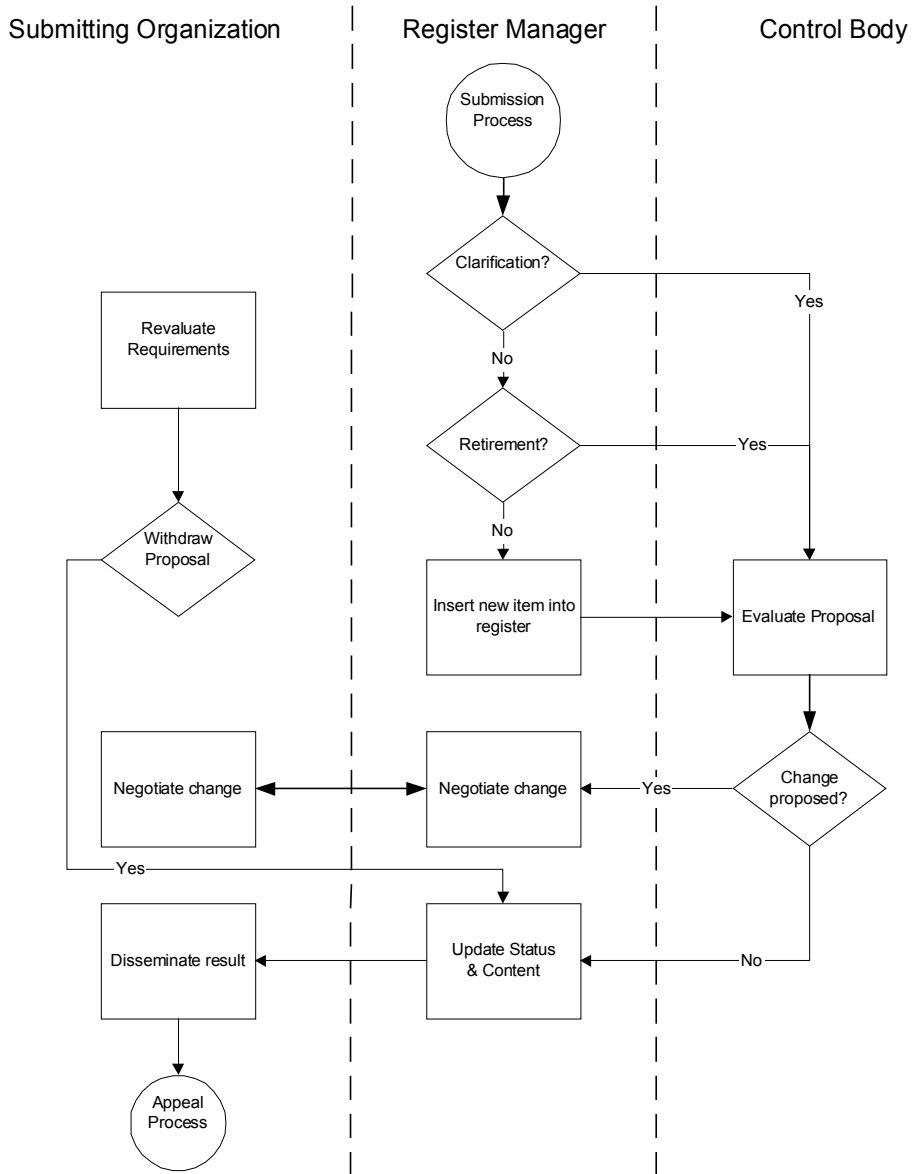 Submitting Organization
Register Manager
Control Body
Submission
Process
Clarification?
Yes
Revaluate
Requirements
No
Retirement?
Yes
No
Withdraw
Proposal
Insert new item into
register
Evaluate Proposal
Negotiate change
Negotiate change
Yes
Change
proposed?
Yes
Disseminate result
Update Status
& Content
No
Appeal
Process